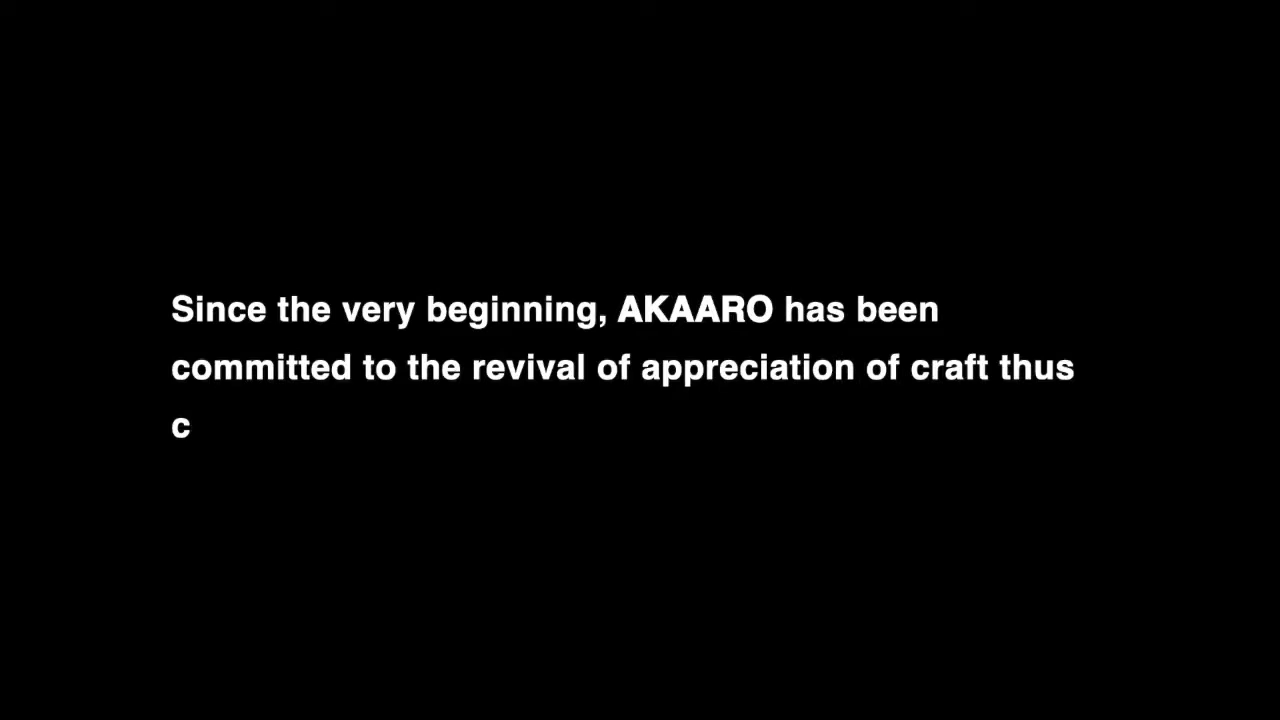 Since the very beginning, AKAARO has been
committed to the revival of appreciation of craft thus
c